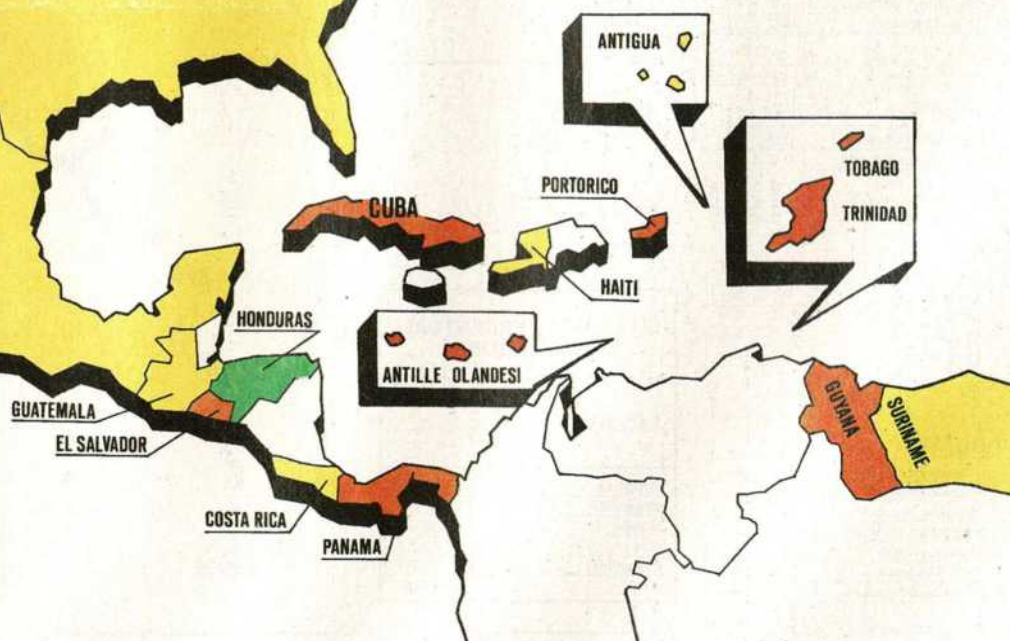 ANTIGUA
TOBAGO
TRINIDAD
PORTORICO
CUBA
HAITI
HONDURAS
ANTILLE OLANDESI
GUATEMALA
EL SALVADOR
COSTA RICA
PANAMA
GUYANA
SURINAME